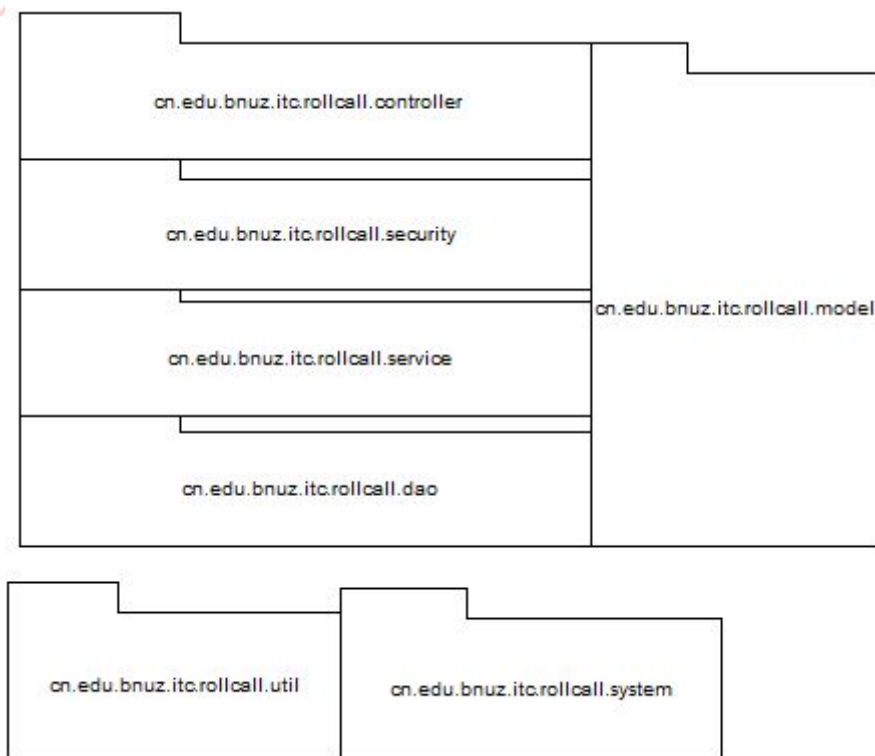 cn.edu.bnuz.itc.rollcall.controller
cn.edu.bnuz.itc.rollcall.security
cn.edu.bnuz.itc.rollcall.model
cn.edu.bnuz.itc.rollcall.service
cn.edu.bnuz.itc.rollcall.dao
cn.edu.bnuz.itc.rollcall.util
cn.edu.bnuz.itc.rollcall.system